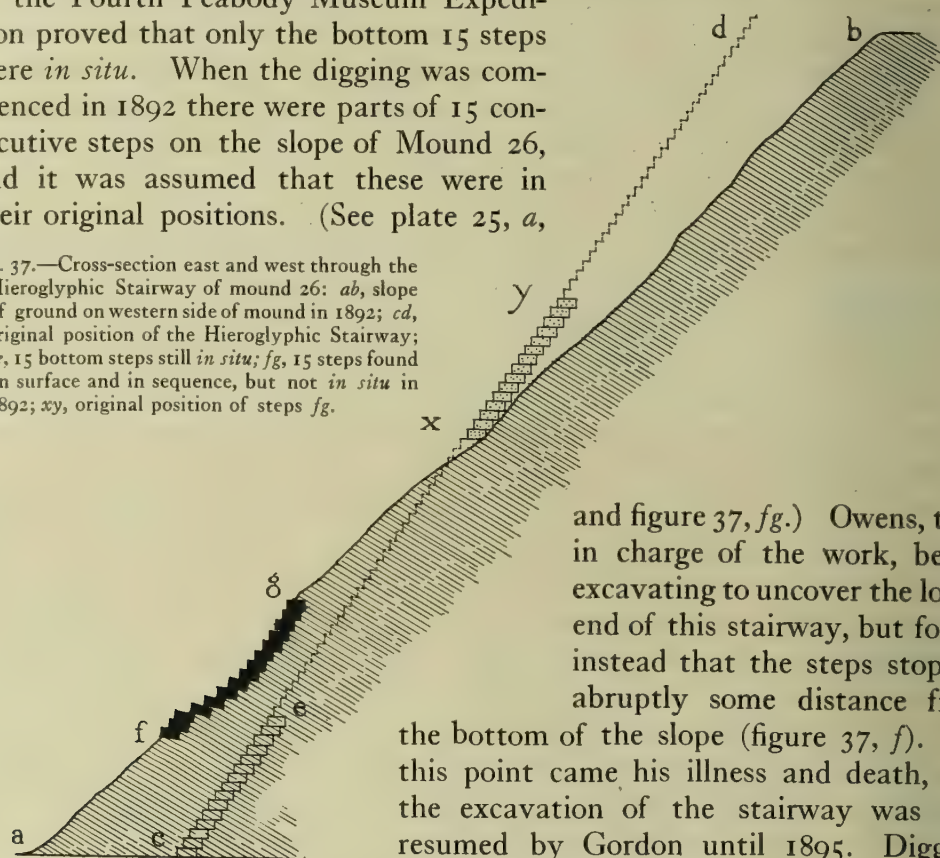 the Fourth Peabody Museum Expedi-
on proved that only the bottom 15 steps
ere in situ. When the digging was com-
enced in 1892 there were parts of 15 con-
cutive steps on the slope of Mound 26,
d it was assumed that these were in
eir original positions. (See plate 25, a,
. 37.—Cross-section east and west through the
Hieroglyphic Stairway of mound 26: ab, slope
f ground on western side of mound in 1892; cd,
riginal position of the Hieroglyphic Stairway;
, 15 bottom steps still in situ; fg, 15 steps found
n surface and in sequence, but not in situ in
892; xy, original position of steps fg.
d
b
y
x
g
f
e
a
c
and figure 37, fg.) Owens, t
in charge of the work, be
excavating to uncover the lo
end of this stairway, but fo
instead that the steps stop
abruptly some distance f
the bottom of the slope (figure 37, f).
this point came his illness and death,
the excavation of the stairway was
resumed by Gordon until 1895. Digg